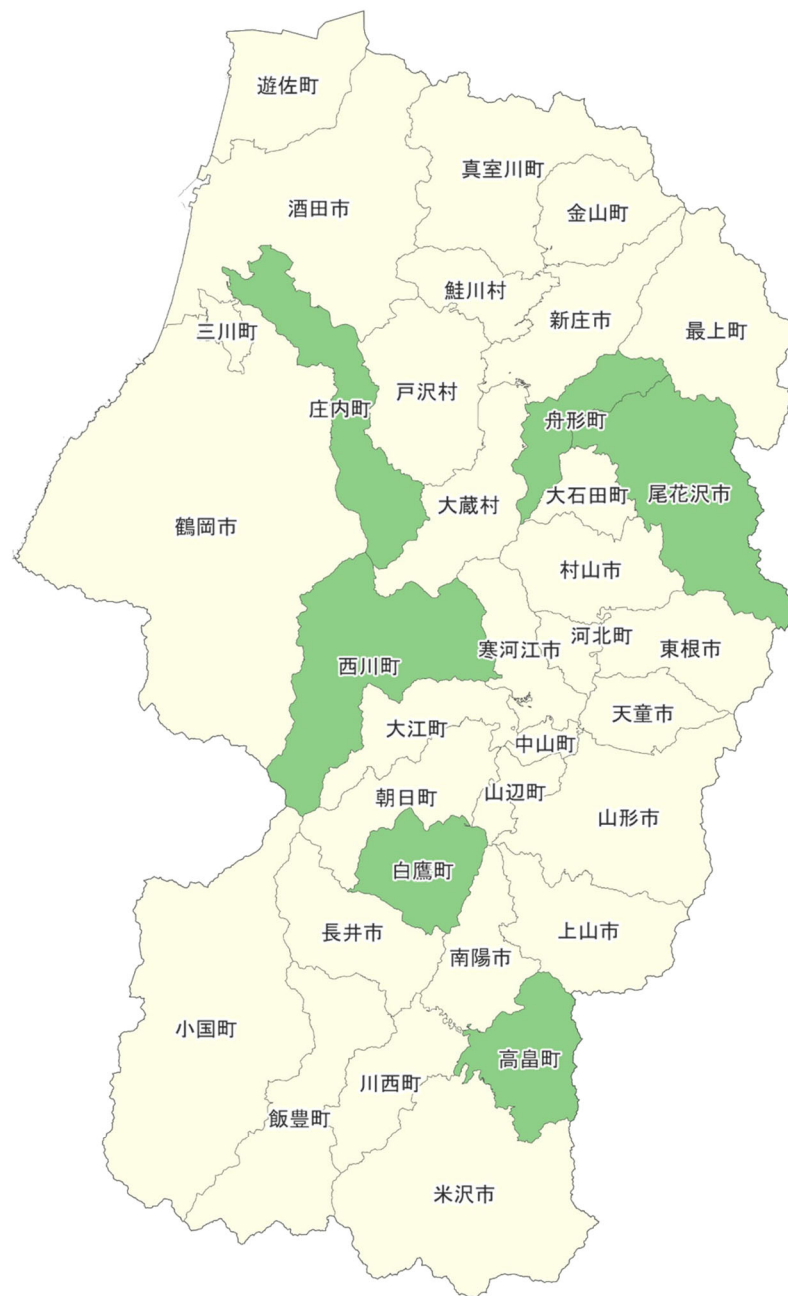 遊佐町
真室川町
酒田市
金山町
鮭川村
新庄市
三川町
最上町
戸沢村
庄内町
舟形町
大石田町
尾花沢市
大蔵村
鶴岡市
村山市
河北町
寒河江市
東根市
西川町
天童市
大江町
中山町
朝日町
山辺町
山形市
白鷹町
長井市
上山市
南陽市
小国町
高畠町
川西町
飯豊町
米沢市